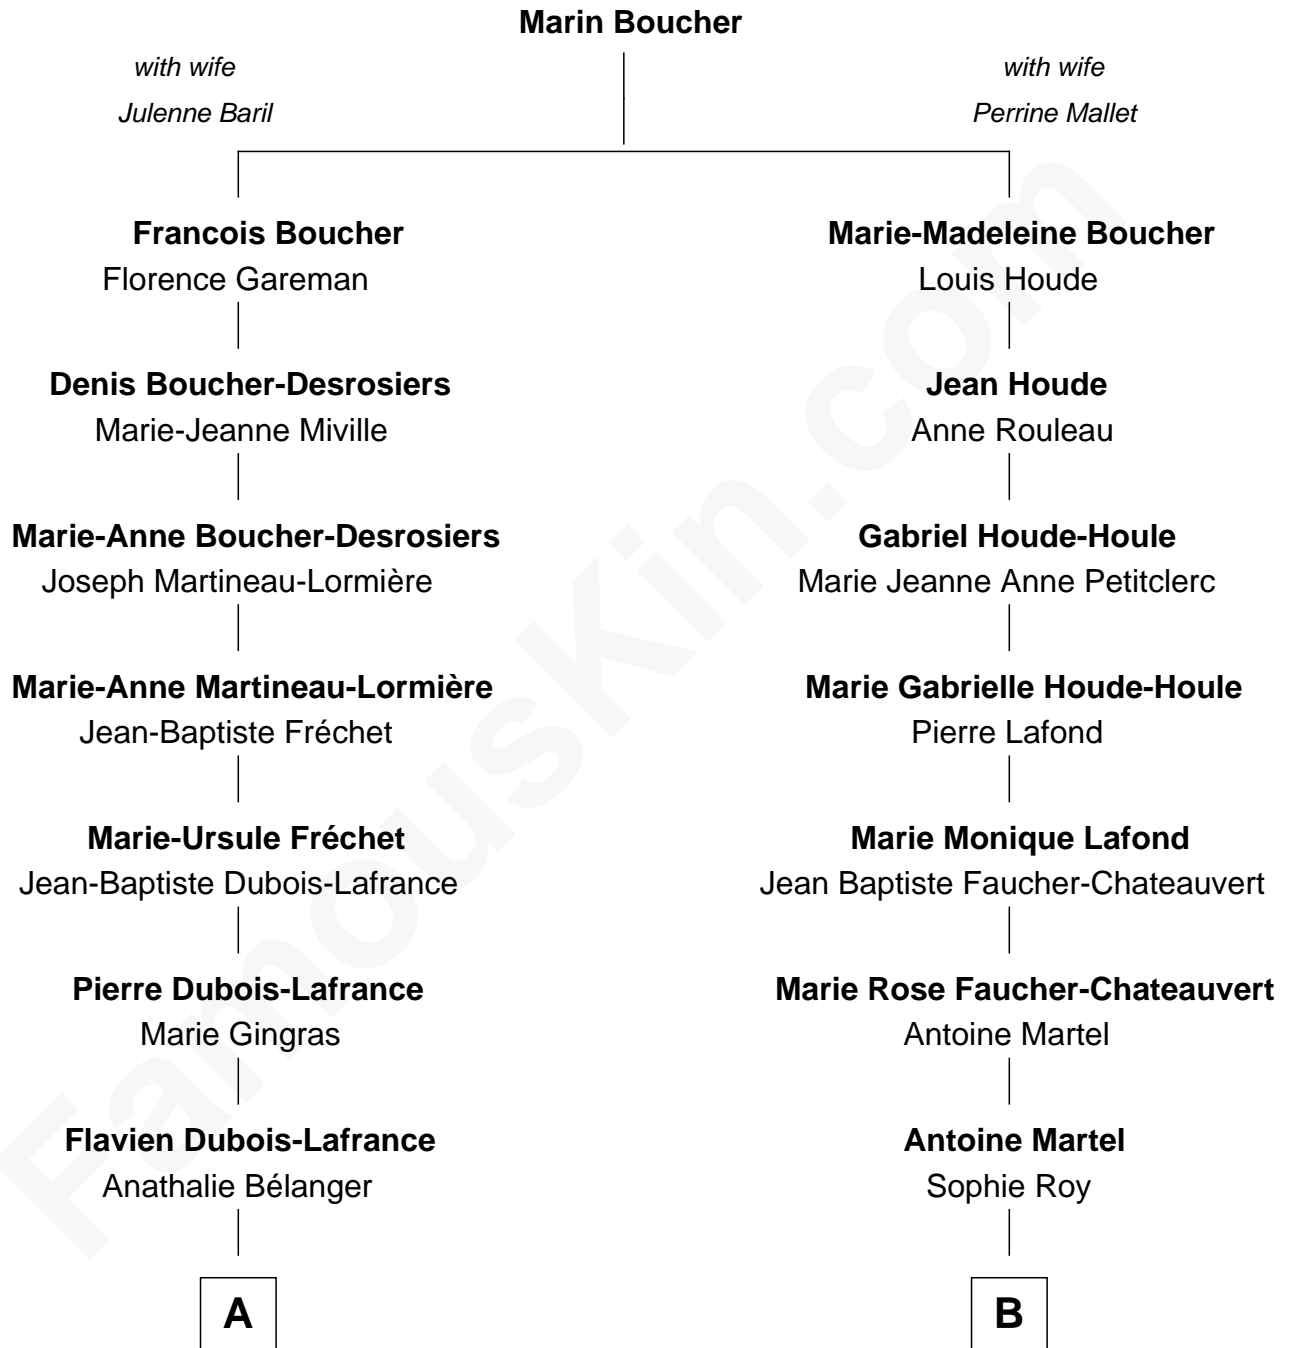 Marin Boucher
with wife
Julenne Baril
with wife
Perrine Mallet
Francois Boucher
Florence Gareman
Marie-Madeleine Boucher
Louis Houde
Denis Boucher-Desrosiers
Marie-Jeanne Miville
Jean Houde
Anne Rouleau
Marie-Anne Boucher-Desrosiers
Joseph Martineau-Lormière
Gabriel Houde-Houle
Marie Jeanne Anne Petitclerc
Marie-Anne Martineau-Lormière
Jean-Baptiste Fréchet
Marie Gabrielle Houde-Houle
Pierre Lafond
Marie-Ursule Fréchet
Jean-Baptiste Dubois-Lafrance
Marie Monique Lafond
Jean Baptiste Faucher-Chateauvert
Pierre Dubois-Lafrance
Marie Gingras
Marie Rose Faucher-Chateauvert
Antoine Martel
Flavien Dubois-Lafrance
Anathalie Bélanger
Antoine Martel
Sophie Roy
A
B
FamousKin.com